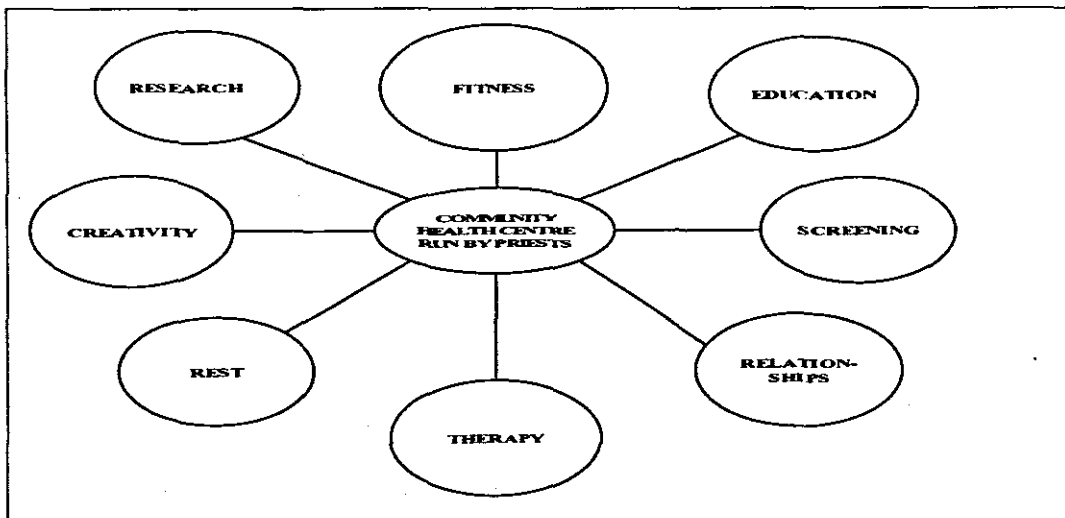 RESEARCH
FITNESS
EDUCATION
CREATIVITY
COMMUNITY
HEALTH CENTRE
RUN BY PRIESTS
SCREENING
REST
THERAPY
RELATION-
SHIPS